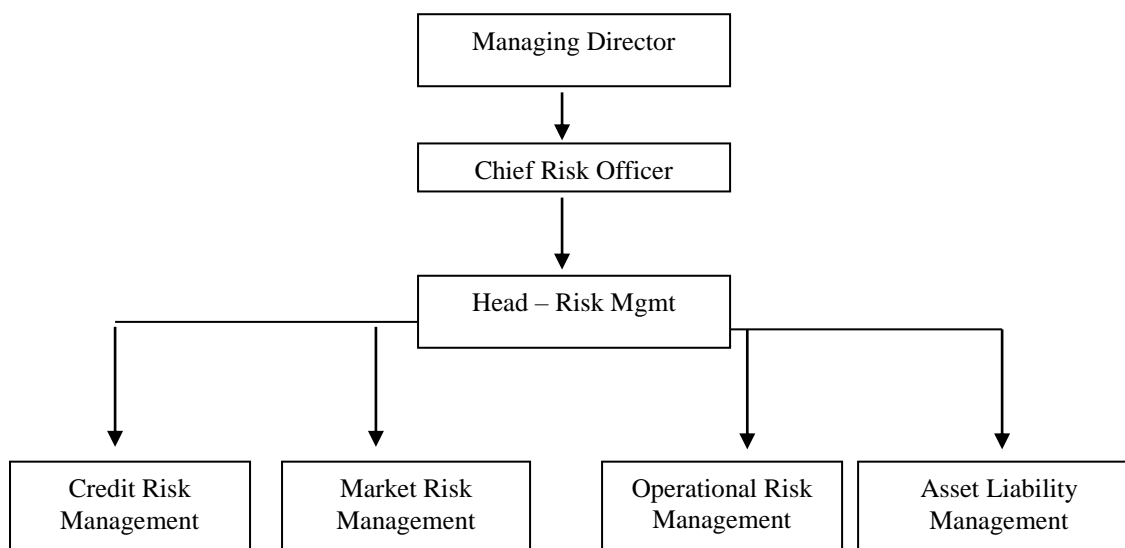 Managing Director
Chief Risk Officer
Head – Risk Mgmt
Credit Risk
Management
Market Risk
Management
Operational Risk
Management
Asset Liability
Management